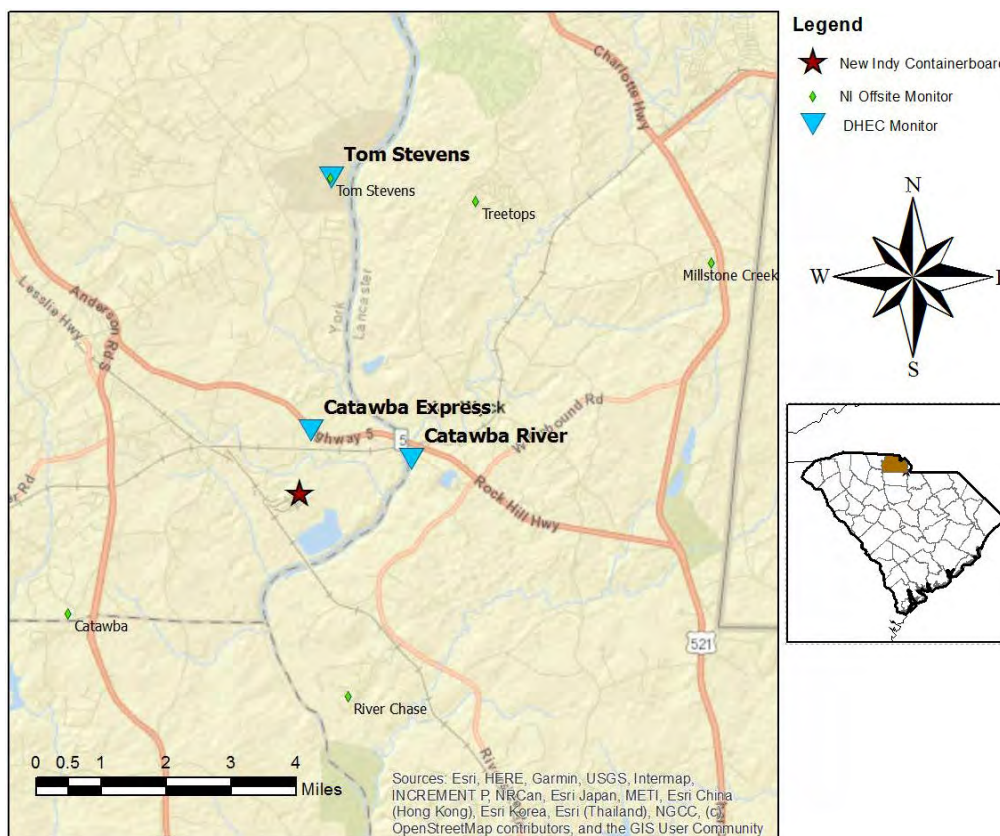 Legend
New Indy Containerboard
NI Offsite Monitor
DHEC Monitor
N
W
S
Charlotte Hwy
Tom Stevens
Tom Stevens
Treetops
Millstone Creek
Lesslie Hwy
Anderson Rd S
York
Lancaster
Catawba Express
Highway 5
5
Catawba River
Rock Hill Hwy
Catawba
521
River Chase
0 0.5 1 2 3 4
Miles
Sources: Esri, HERE, Garmin, USGS, Intermap,
INCREMENT P, NRCan, Esri Japan, METI, Esri China
(Hong Kong), Esri Korea, Esri (Thailand), NGCC, (c)
OpenStreetMap contributors, and the GIS User Community